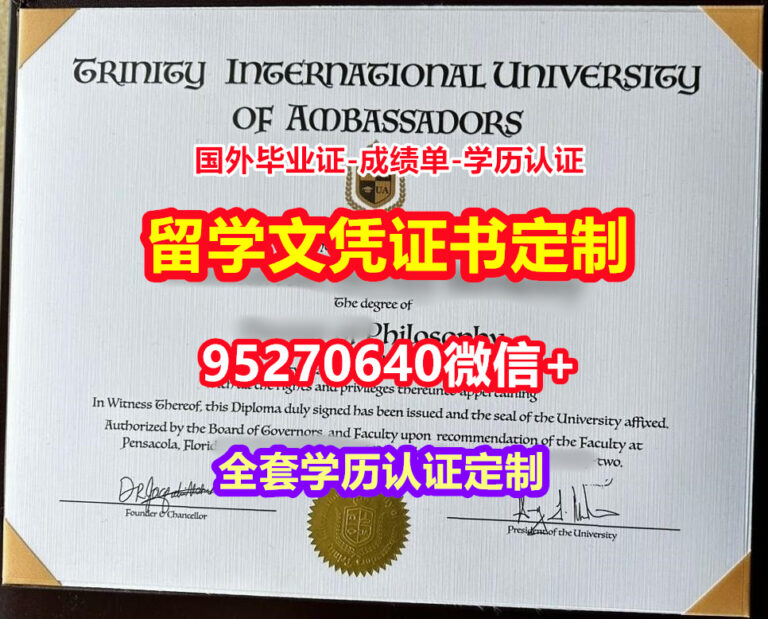 TRINITY INTERNATIONAL UNIVERSITY
OF AMBASSADORS
国外毕业证-成绩单-学历认证
UA
留学文凭证书定制
The degree of
Philosophy
95270640微信+
with all the rights and privileges thereunto appertaining
In Witness Thereof, this Diploma duly signed has been issued and the seal of the University affixed.
Authorized by the Board of Governors, and Faculty upon recommendation of the Faculty at
Pensacola, two.
全套学历认证定制
Founder & Chancellor
President of the University